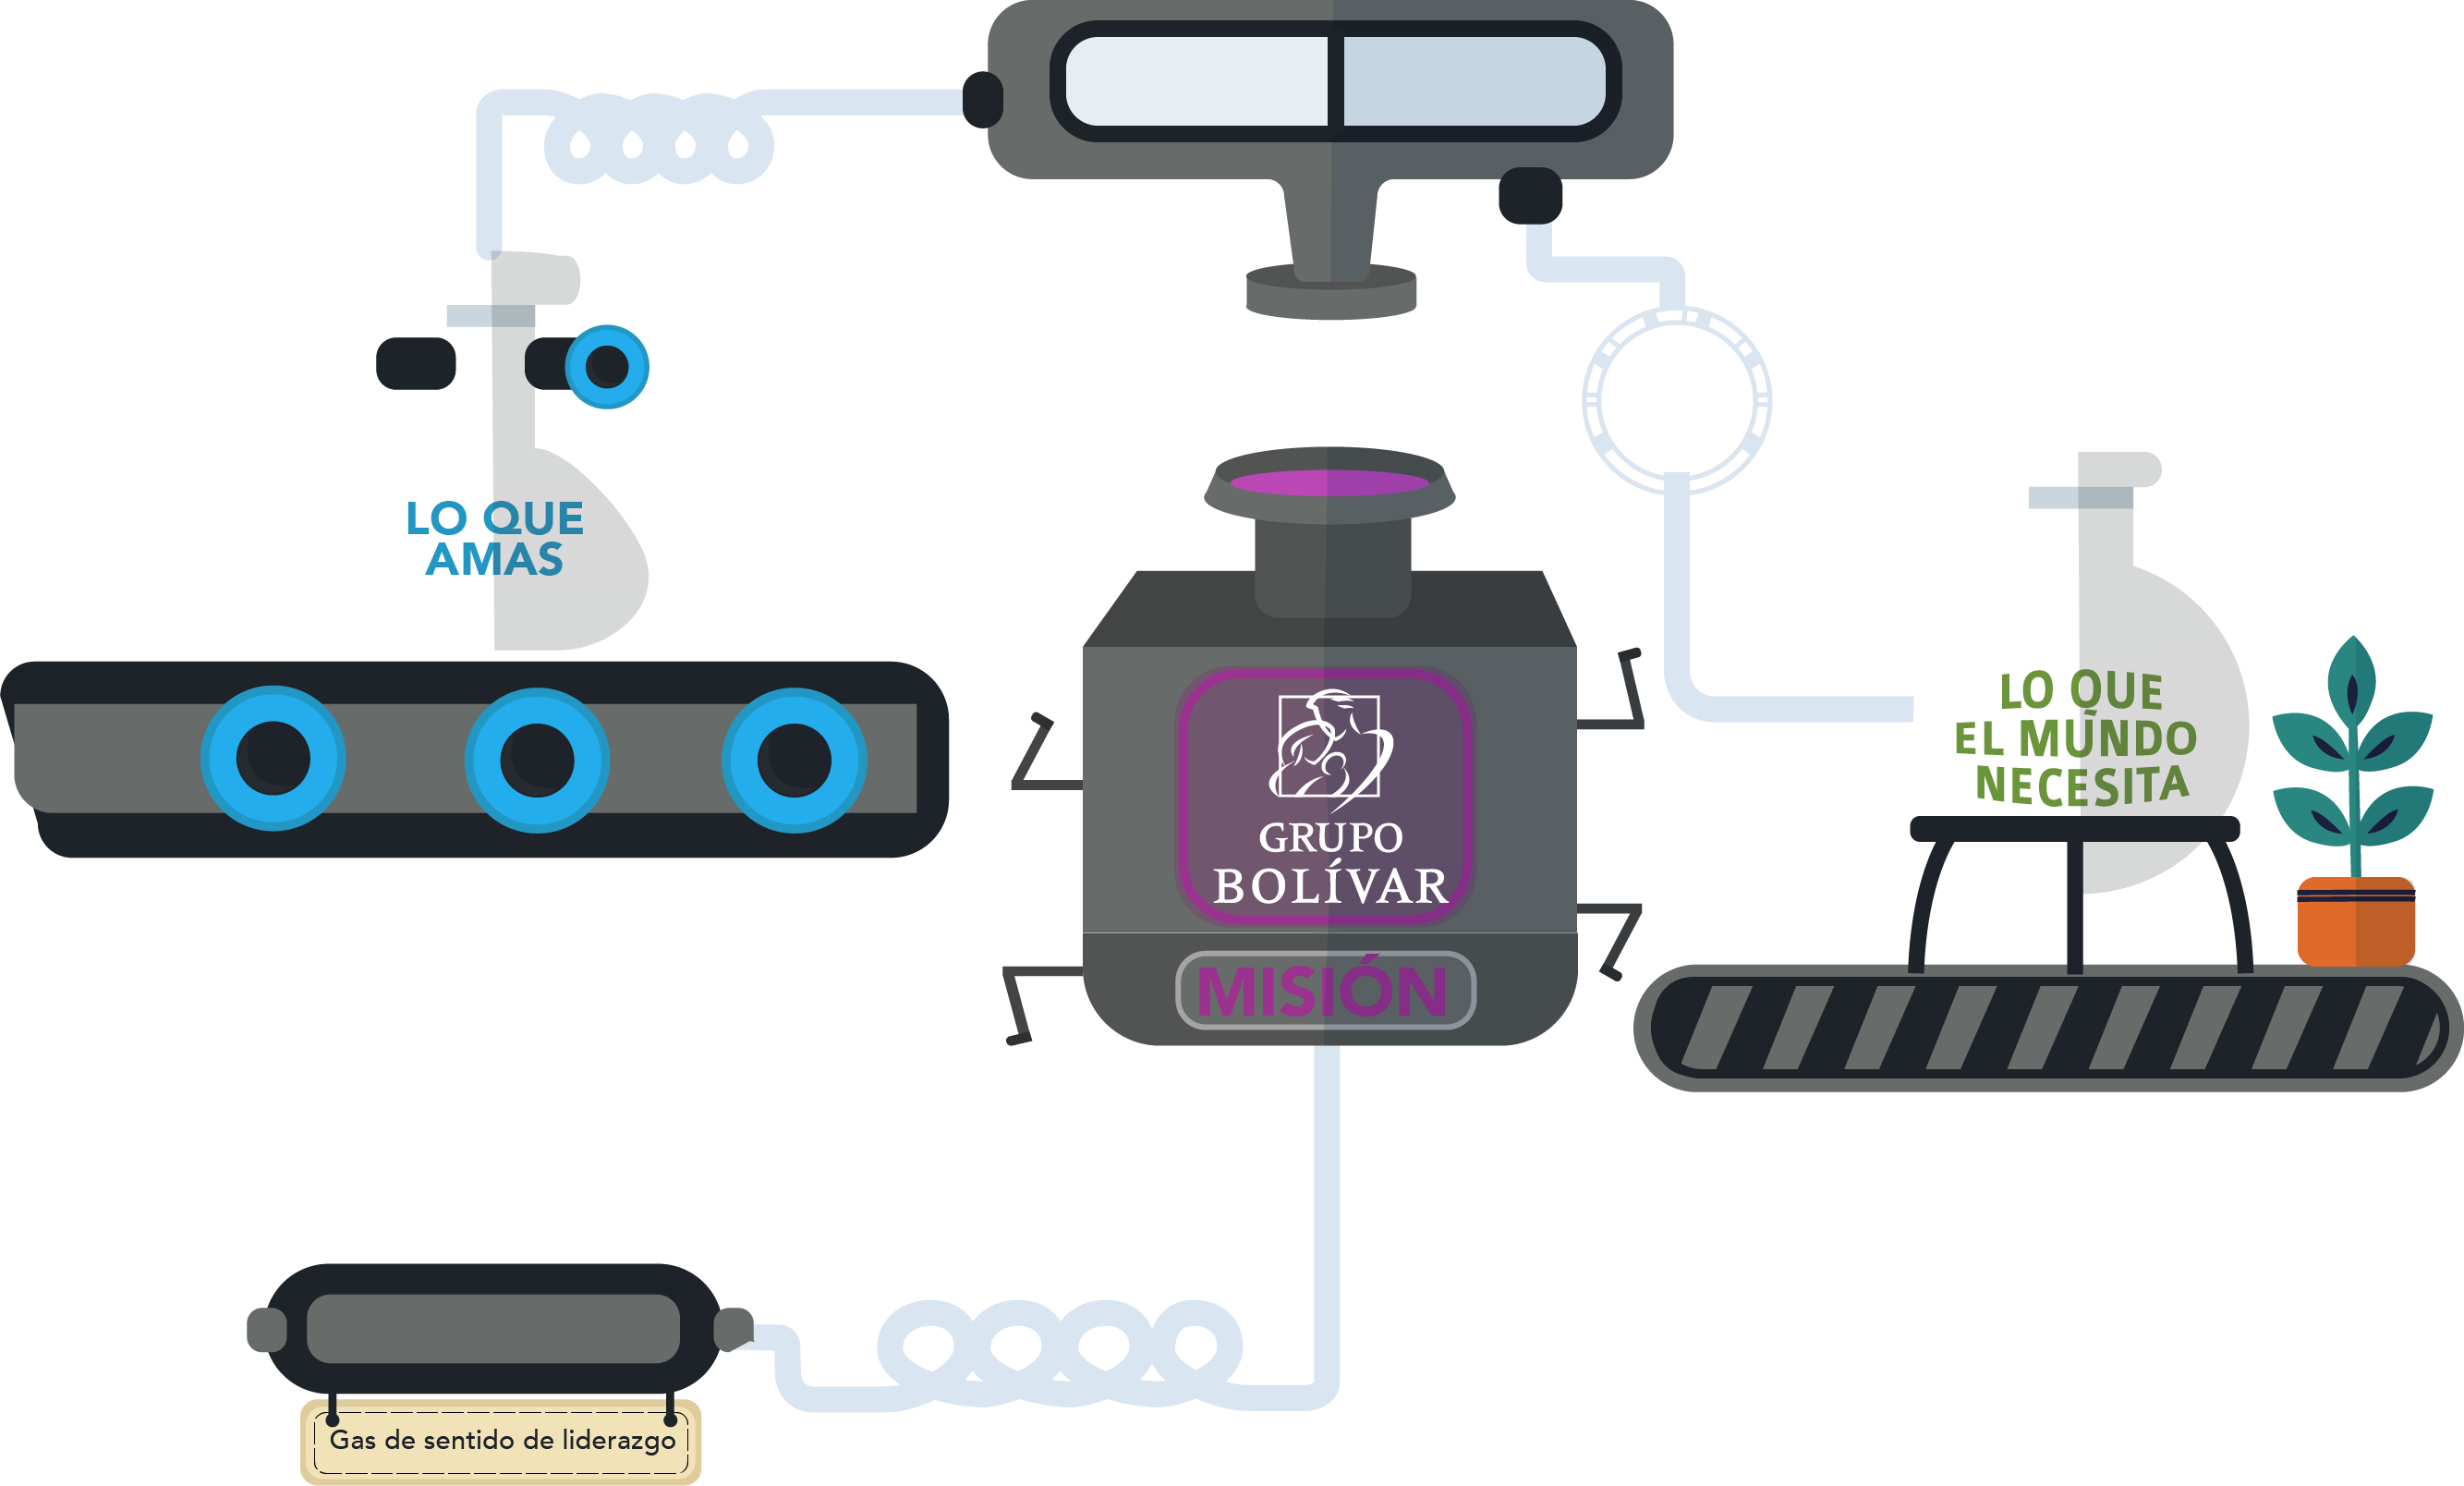 LO QUE
AMAS
GRUPO
BOLÍVAR
MISIÓN
LO QUE
EL MUNDO
NECESITA
Gas de sentido de liderazgo